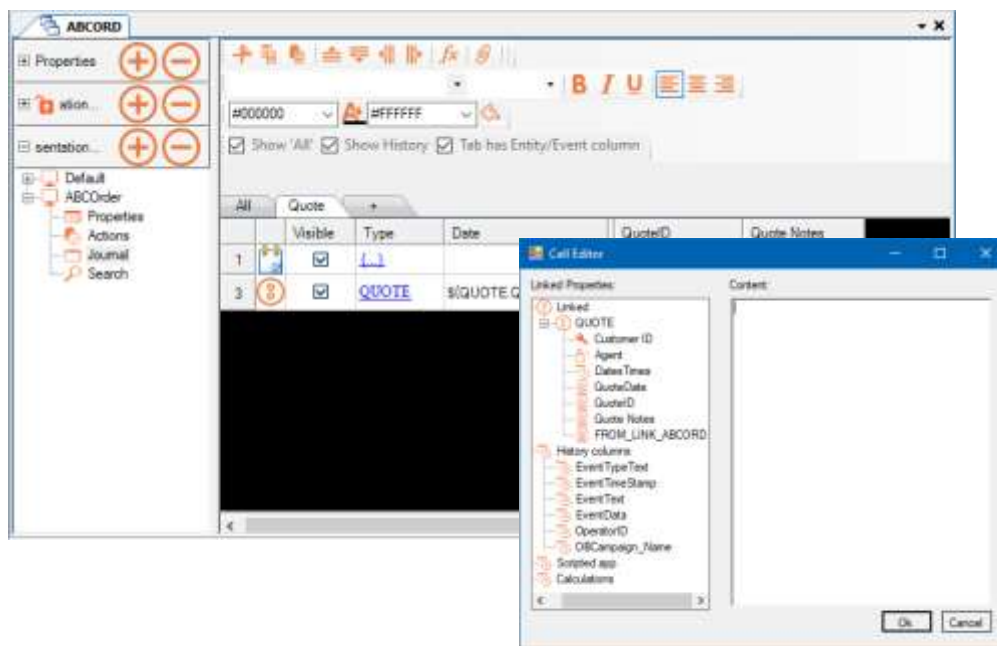 ABCORD
Properties
ation...
sentation...
Default
ABCOrder
Properties
Actions
Journal
Search
fx
B I U
#000000 #FFFFFF
Show 'All' Show History Tab has Entity/Event column
All Quote +
Visible Type Date QuoteID Quote Notes
1 {...}
3 QUOTE $(QUOTE.Q
Cell Editor
Linked Properties: Content:
Linked
QUOTE
Customer ID
Agent
DatesTimes
QuoteDate
QuoteID
Quote Notes
FROM_LINK_ABCORD
History columns
EventTypeText
EventTimeStamp
EventText
EventData
OperatorID
OBCampaign_Name
Scripted app
Calculations
Ok Cancel